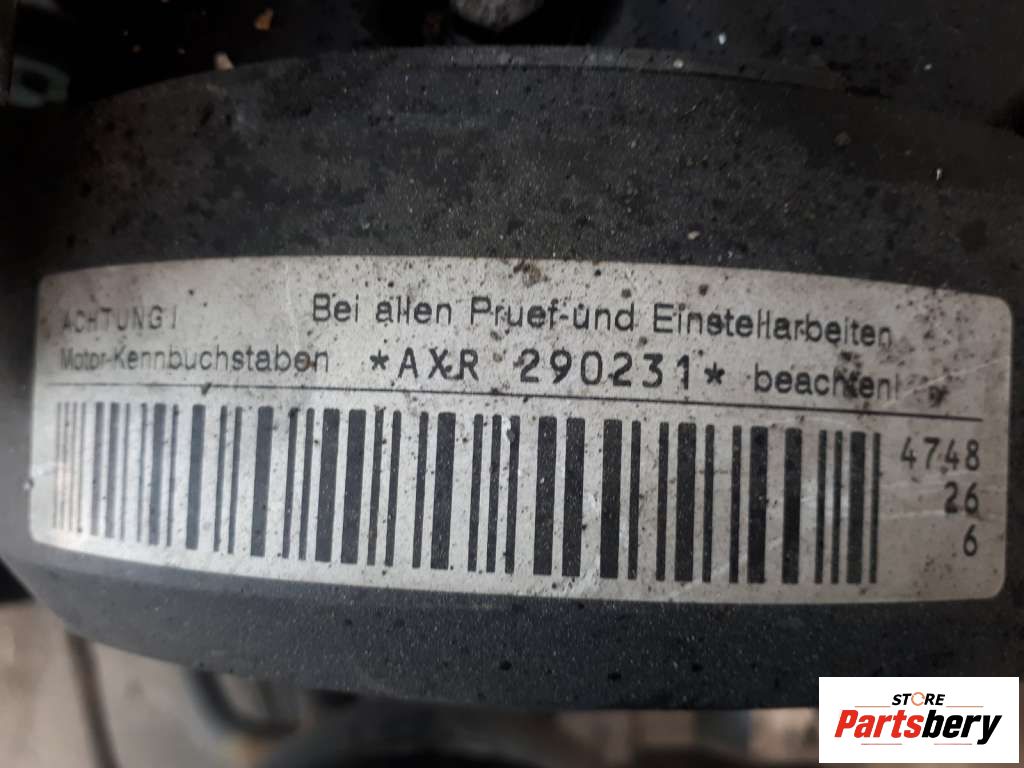 ACHTUNG! Bei allen Pruef-und Einstellarbeiten
Motor-Kennbuchstaben *AXR 290231* beachten!
4748
26
6
STORE
Partsbery